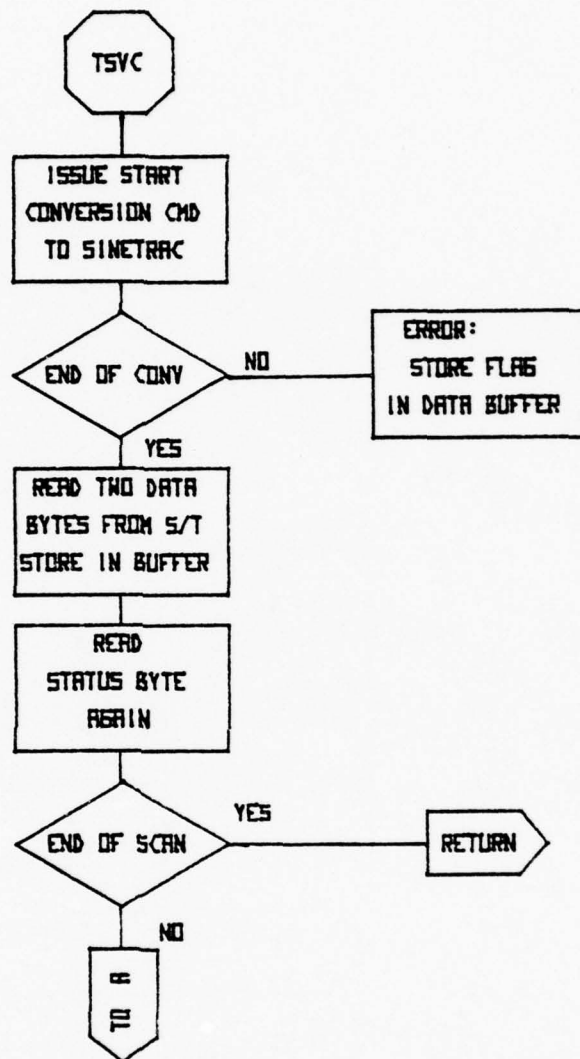 TSVC
ISSUE START
CONVERSION CMD
TO SINETRAC
END OF CONV
NO
ERROR:
STORE FLAG
IN DATA BUFFER
YES
READ TWO DATA
BYTES FROM S/T
STORE IN BUFFER
READ
STATUS BYTE
AGAIN
END OF SCAN
YES
RETURN
NO
TO A